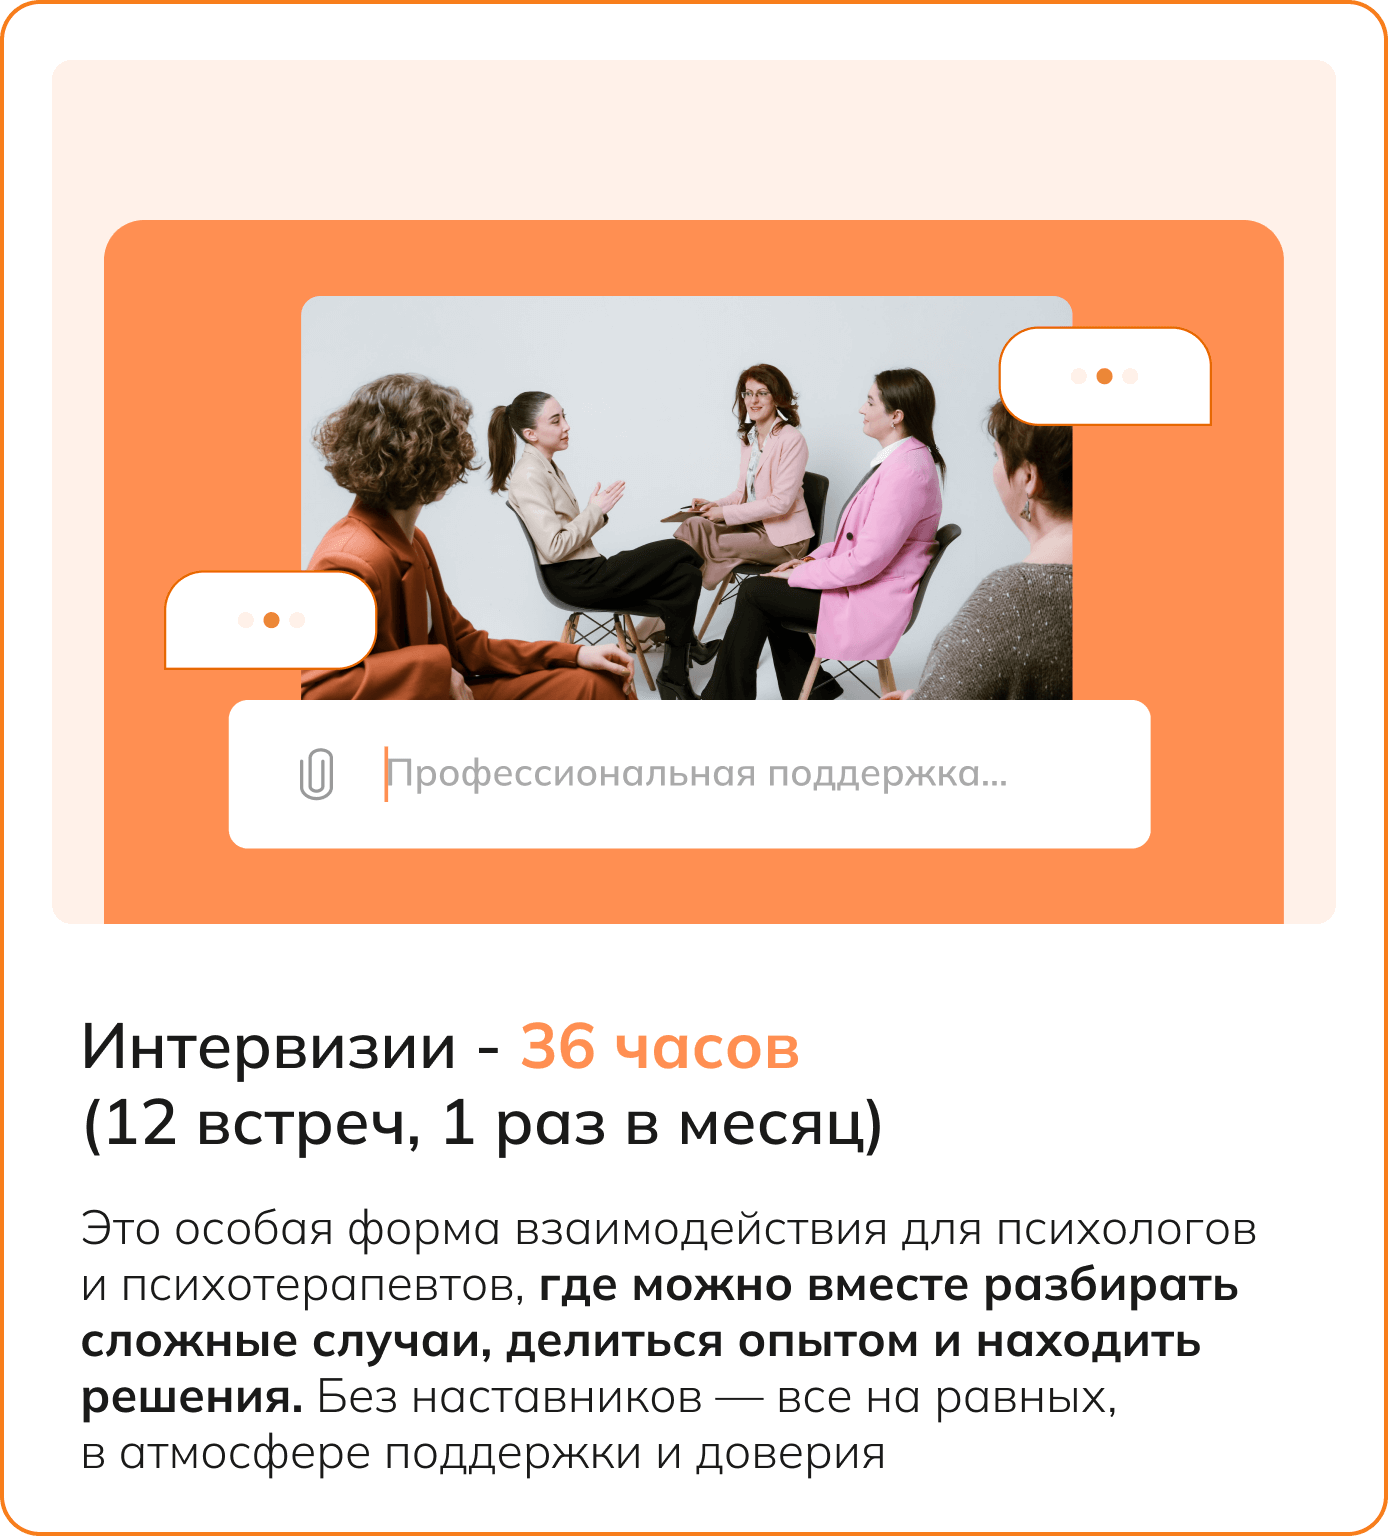 Профессиональная поддержка...
Интервизии - 36 часов
(12 встреч, 1 раз в месяц)
Это особая форма взаимодействия для психологов
и психотерапевтов, где можно вместе разбирать
сложные случаи, делиться опытом и находить
решения. Без наставников — все на равных,
в атмосфере поддержки и доверия